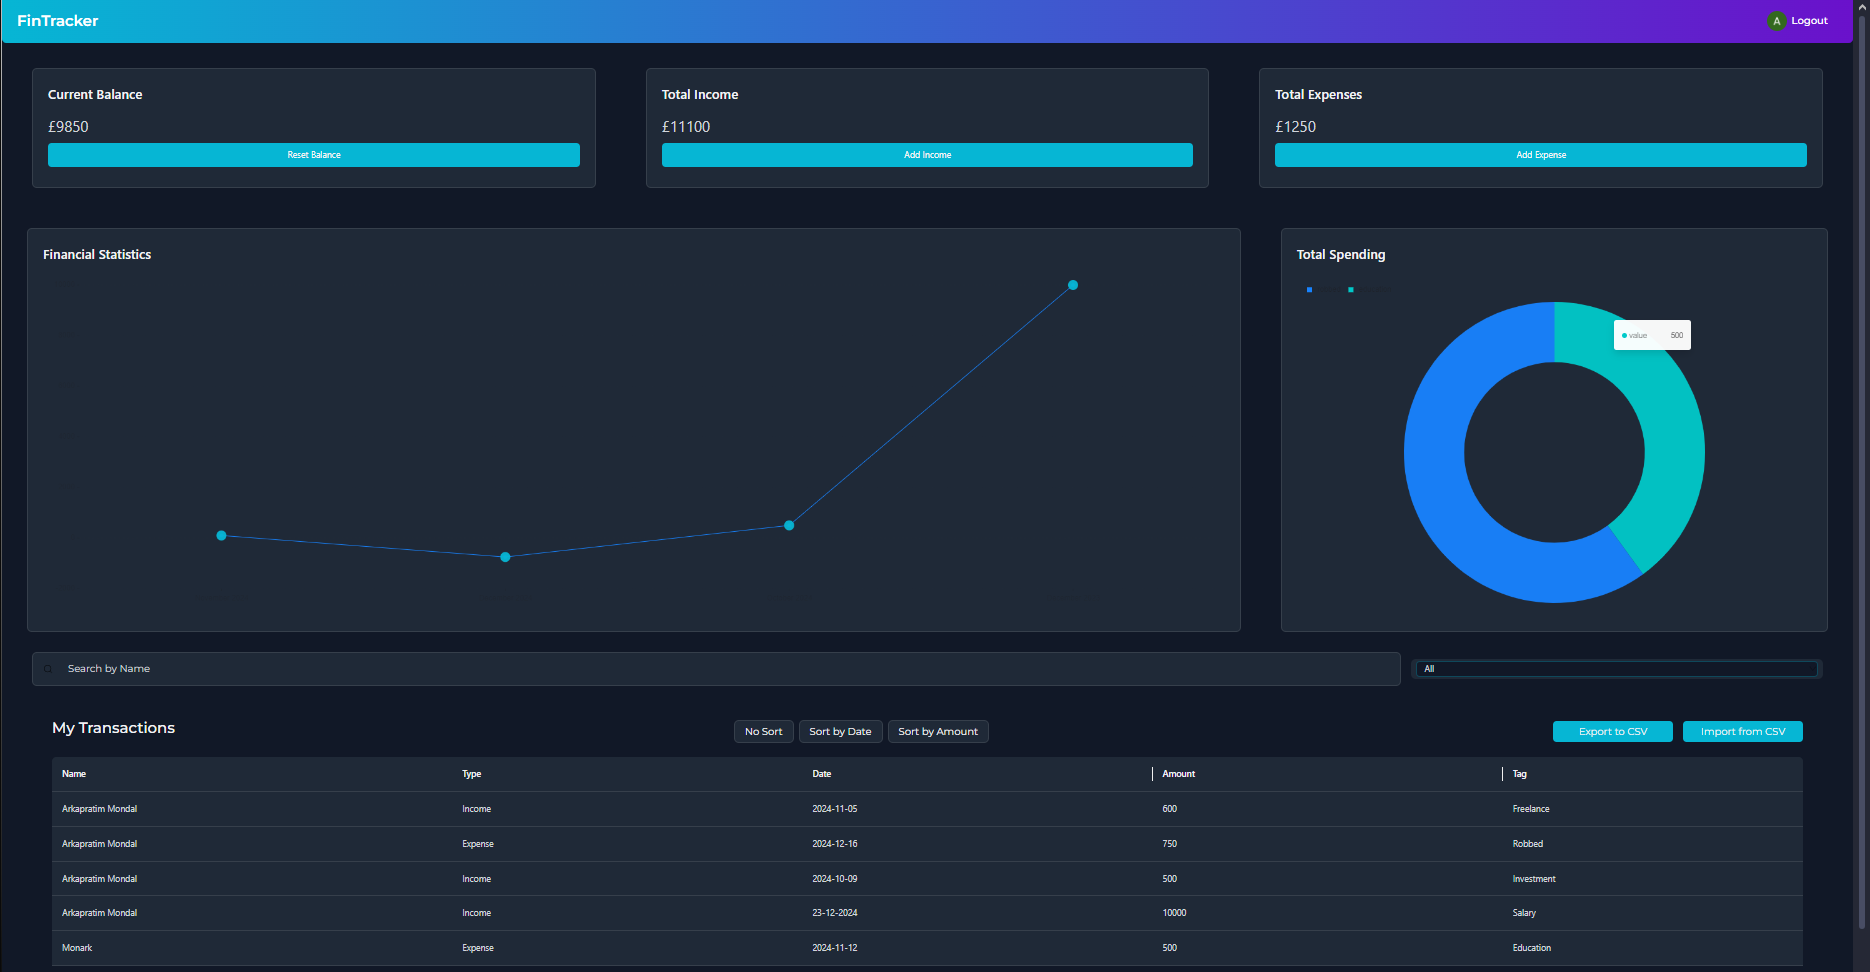 FinTracker
A Logout
Current Balance
£9850
Reset Balance
Total Income
£11100
Add Income
Total Expenses
£1250
Add Expense
Financial Statistics
Total Spending
value 500
Search by Name
All
My Transactions
No Sort Sort by Date Sort by Amount
Export to CSV Import from CSV
Name Type Date Amount Tag
Arkapratim Mondal Income 2024-11-05 600 Freelance
Arkapratim Mondal Expense 2024-12-16 750 Robbed
Arkapratim Mondal Income 2024-10-09 500 Investment
Arkapratim Mondal Income 23-12-2024 10000 Salary
Monark Expense 2024-11-12 500 Education